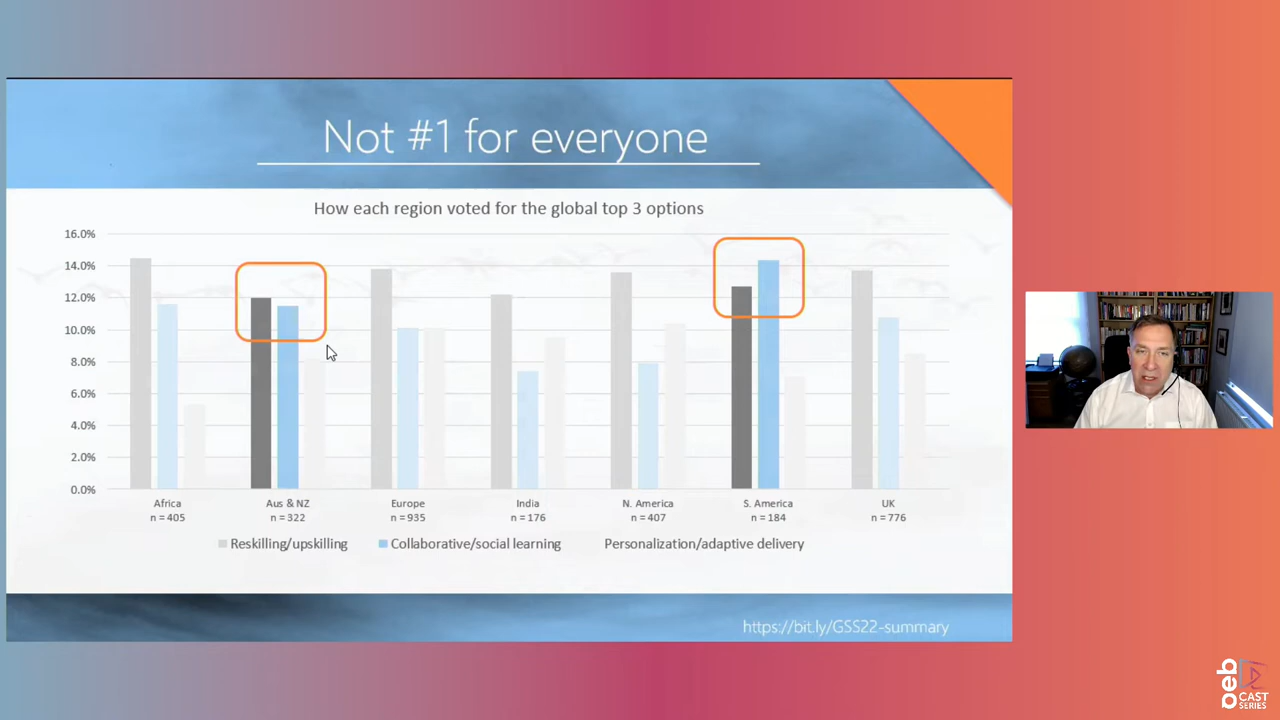 Not #1 for everyone
How each region voted for the global top 3 options
16.0%
14.0%
12.0%
10.0%
8.0%
6.0%
4.0%
2.0%
0.0%
Africa
n = 405
Aus & NZ
n = 322
Europe
n = 935
India
n = 176
N. America
n = 407
S. America
n = 184
UK
n = 776
Reskilling/upskilling Collaborative/social learning Personalization/adaptive delivery
https://bit.ly/GSS22-summary
oeb
CAST
SERIES